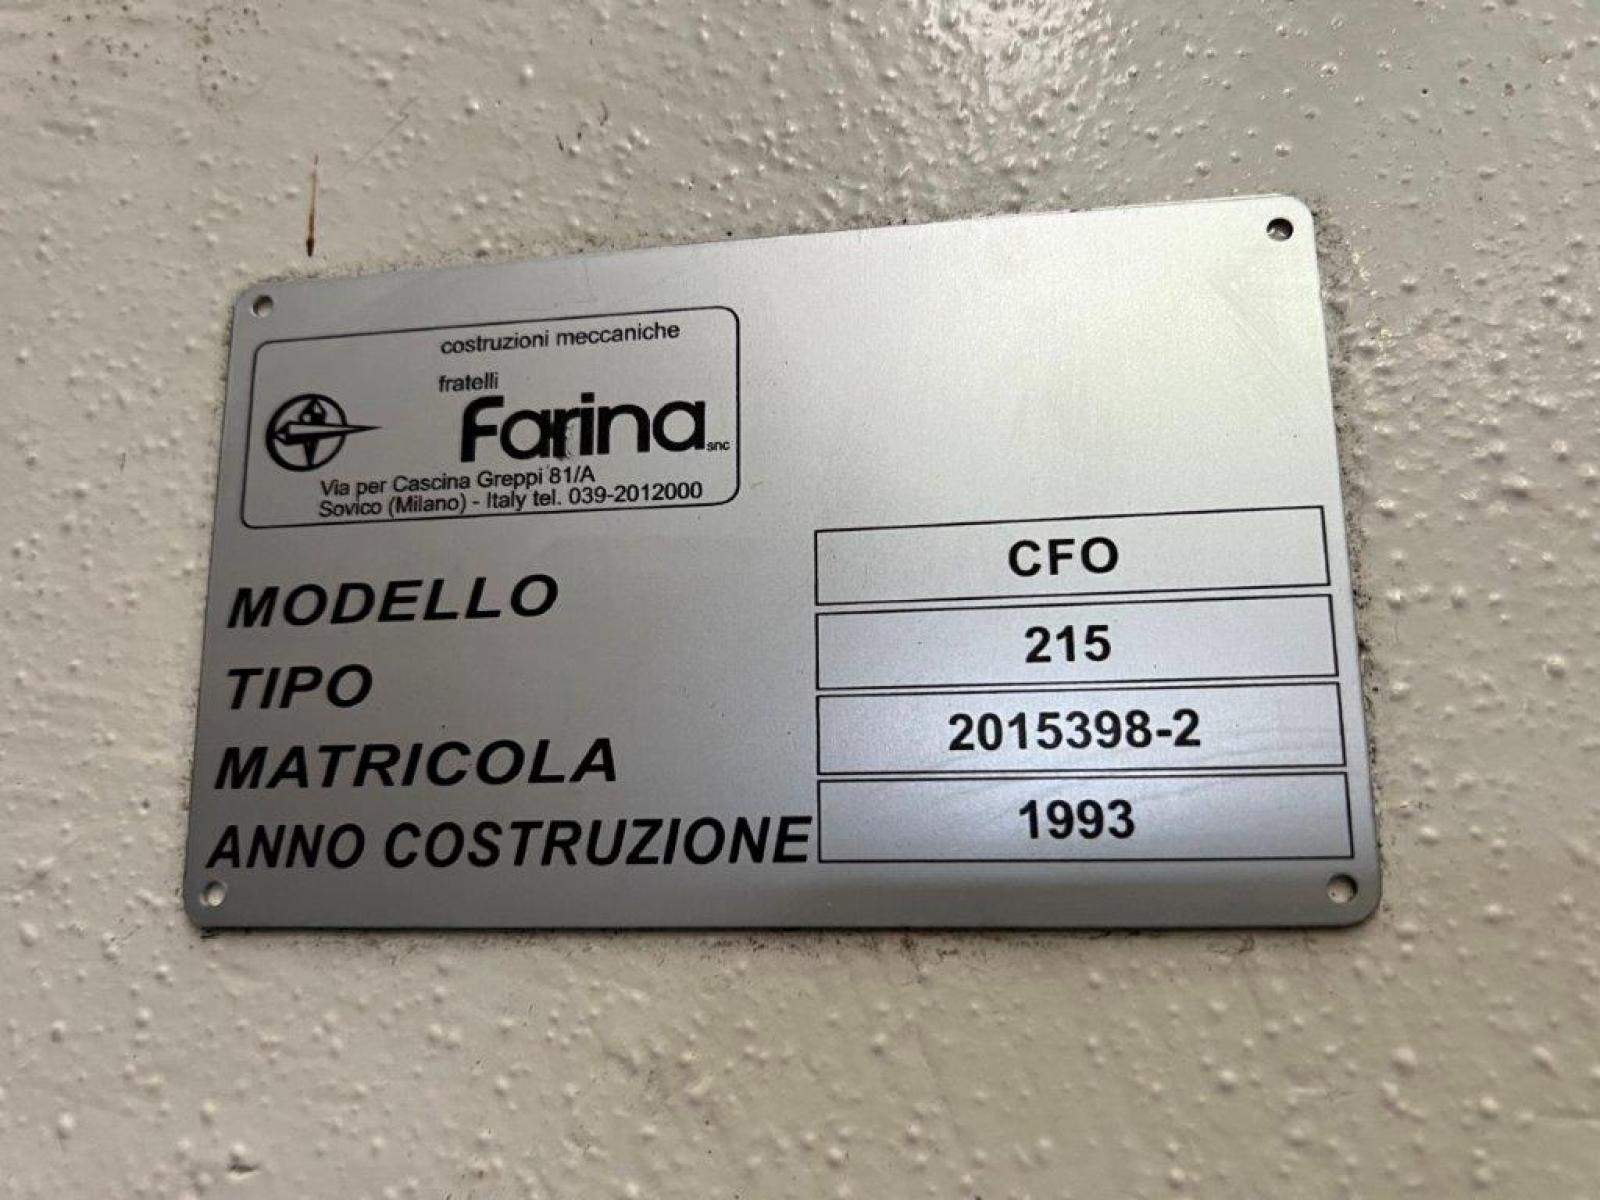 costruzioni meccaniche
fratelli
Farina snc
Via per Cascina Greppi 81/A
Sovico (Milano) - Italy tel. 039-2012000
MODELLO CFO
TIPO 215
MATRICOLA 2015398-2
ANNO COSTRUZIONE 1993